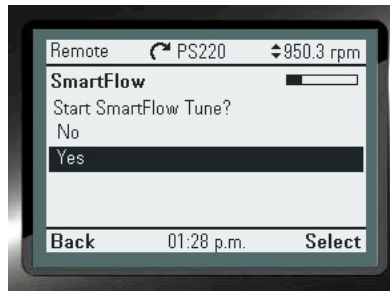 Remote PS220 950.3 rpm
SmartFlow
Start SmartFlow Tune?
No
Yes
Back 01:28 p.m. Select